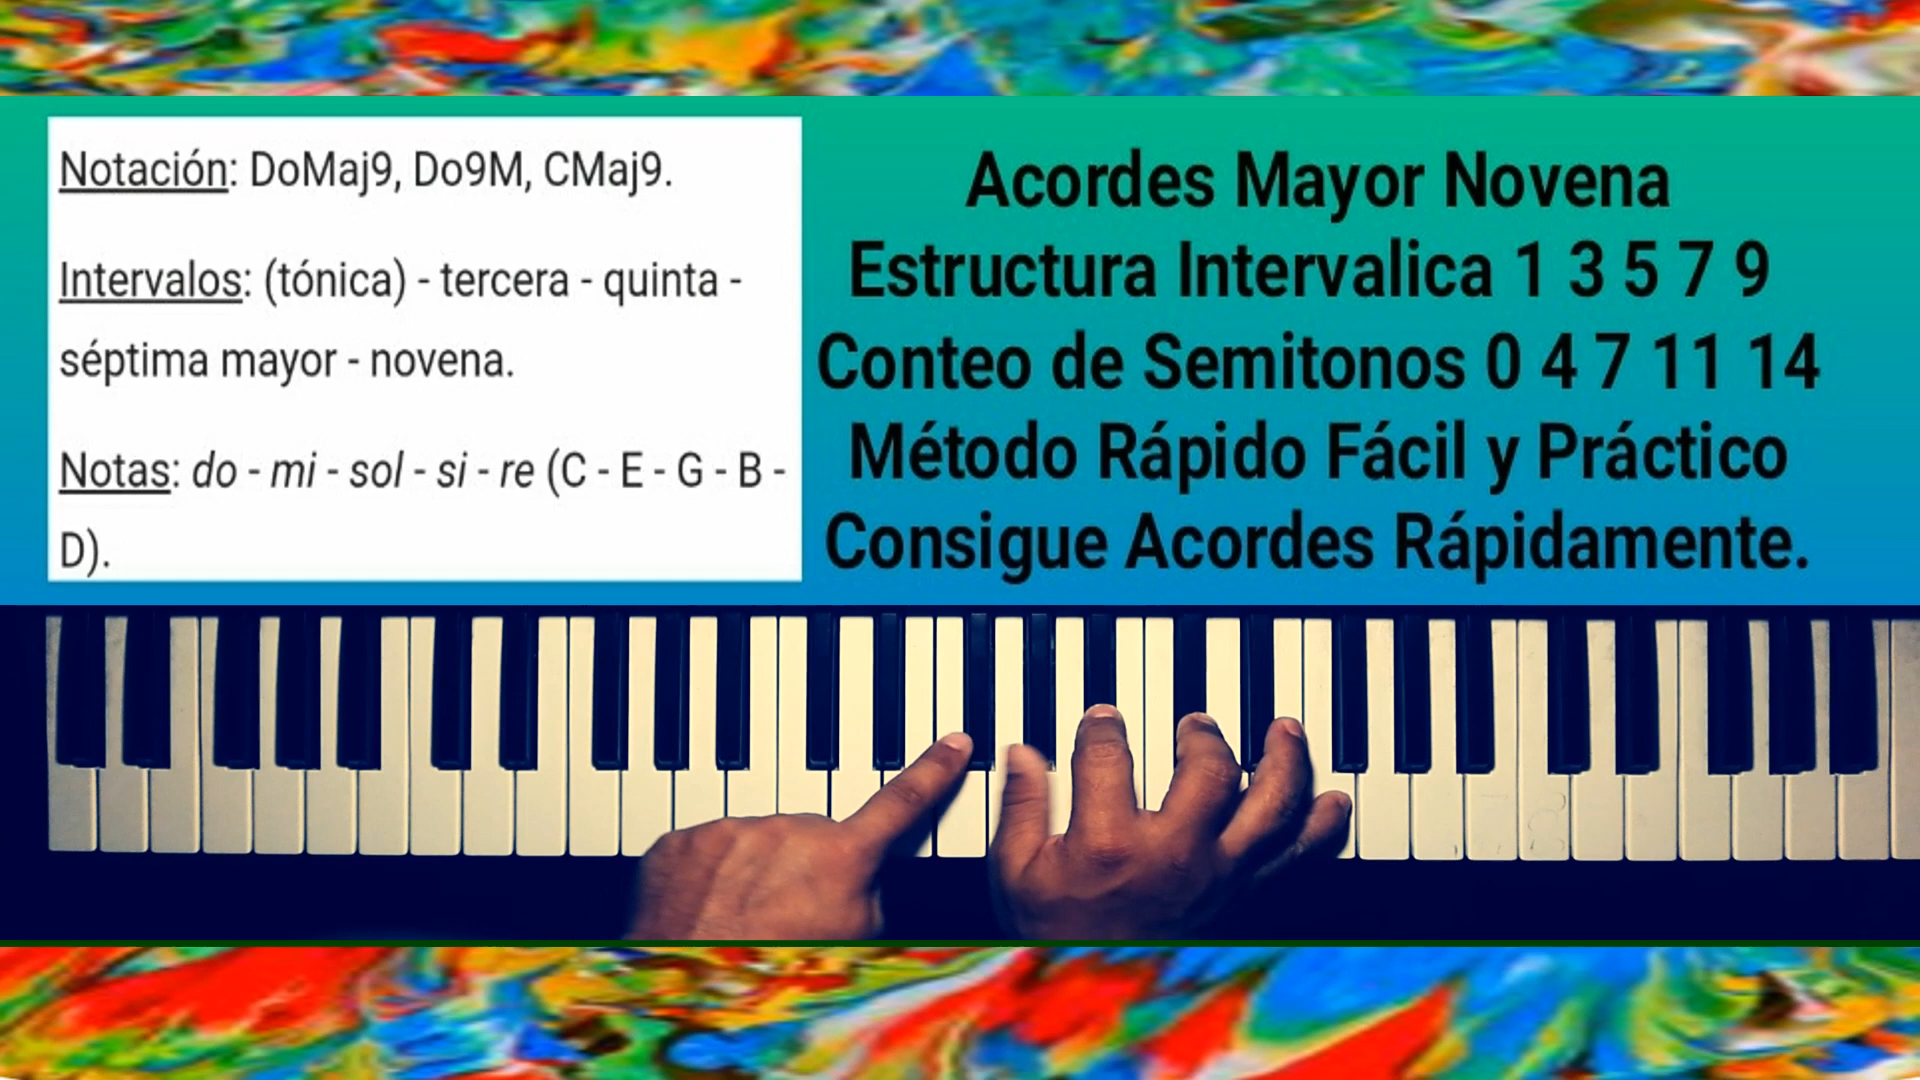 Notación: DoMaj9, Do9M, CMaj9.
Intervalos: (tónica) - tercera - quinta -
séptima mayor - novena.
Notas: do - mi - sol - si - re (C - E - G - B -
D).
Acordes Mayor Novena
Estructura Intervalica 1 3 5 7 9
Conteo de Semitonos 0 4 7 11 14
Método Rápido Fácil y Práctico
Consigue Acordes Rápidamente.